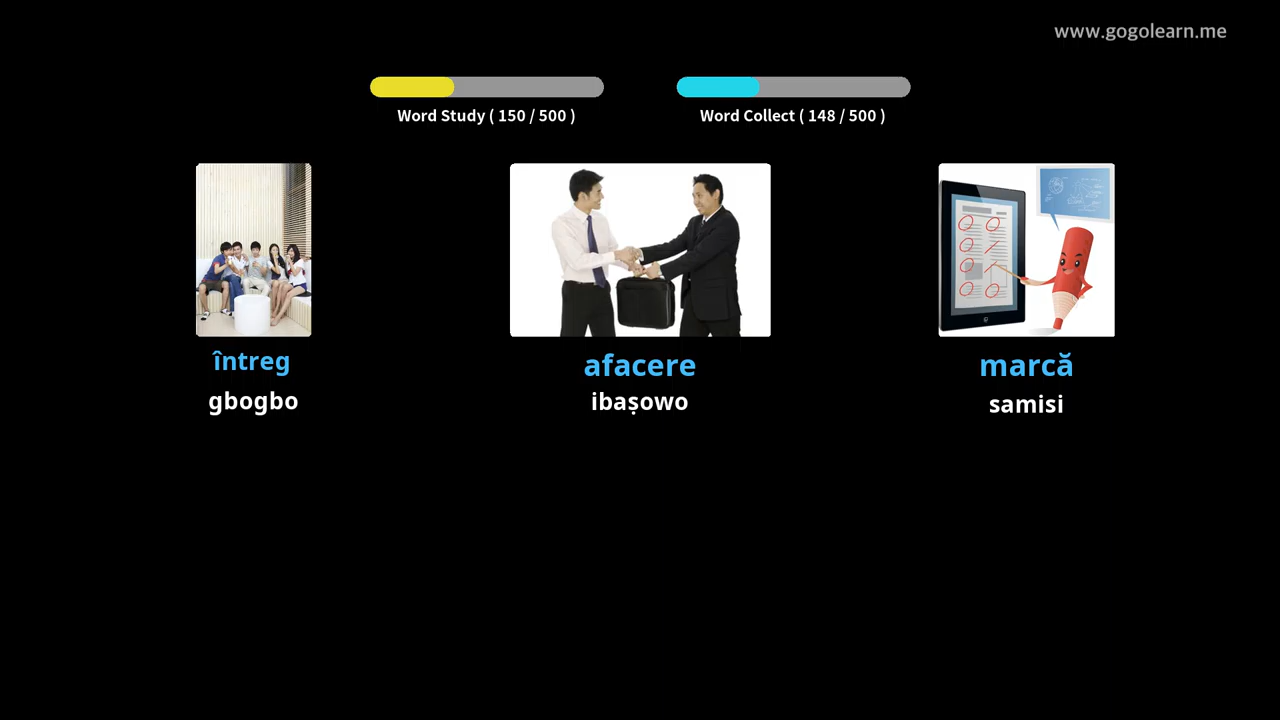 www.gogolearn.me
Word Study ( 150 / 500 )
Word Collect ( 148 / 500 )
întreg
gbogbo
afacere
ibaṣowo
marcă
samisi